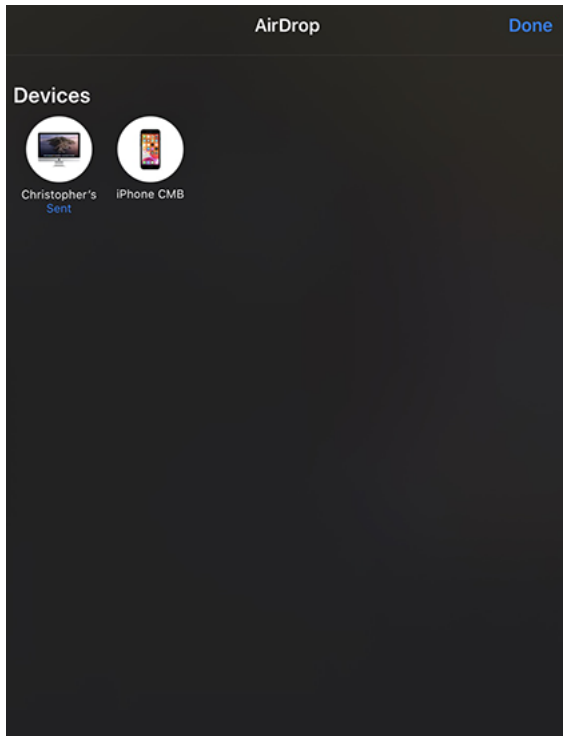 AirDrop
Done
Devices
Christopher's
Sent
iPhone CMB